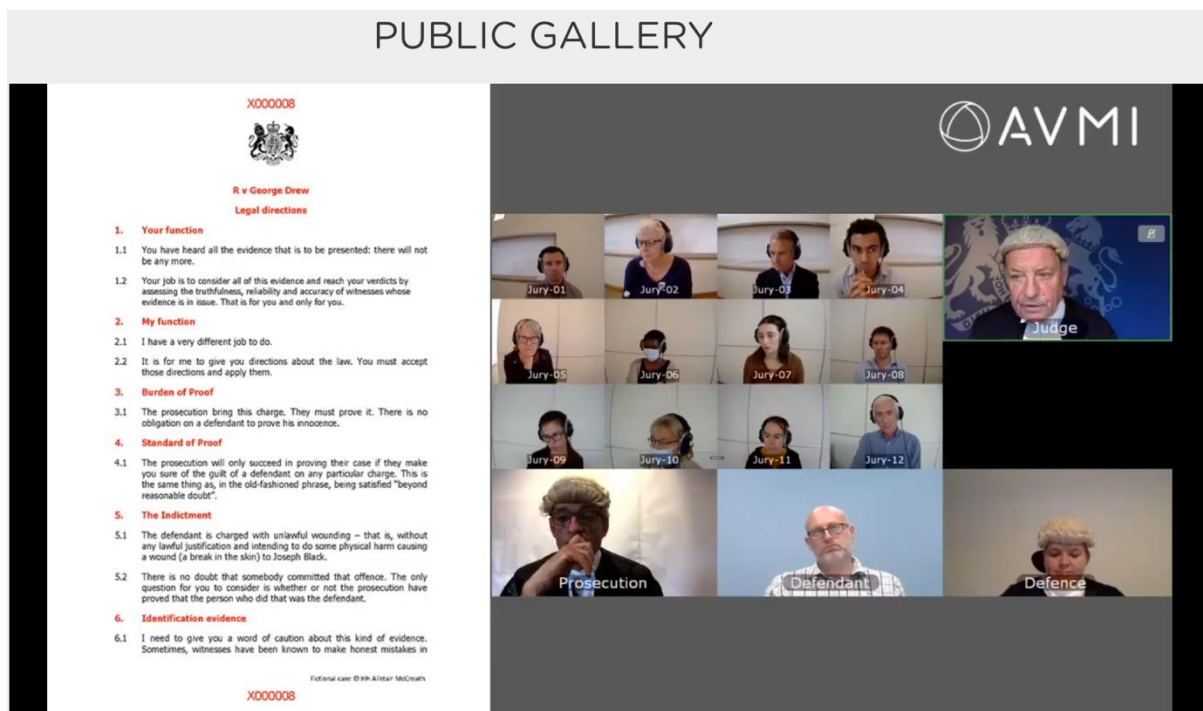 PUBLIC GALLERY
X000008
R v George Drew
Legal directions
1. Your function
1.1 You have heard all the evidence that is to be presented: there will not
be any more.
1.2 Your job is to consider all of this evidence and reach your verdicts by
assessing the truthfulness, reliability and accuracy of witnesses whose
evidence is in issue. That is for you and only for you.
2. My function
2.1 I have a very different job to do.
2.2 It is for me to give you directions about the law. You must accept
those directions and apply them.
3. Burden of Proof
3.1 The prosecution bring this charge. They must prove it. There is no
obligation on a defendant to prove his innocence.
4. Standard of Proof
4.1 The prosecution will only succeed in proving their case if they make
you sure of the guilt of a defendant on any particular charge. This is
the same thing as, in the old-fashioned phrase, being satisfied "beyond
reasonable doubt".
5. The Indictment
5.1 The defendant is charged with unlawful wounding – that is, without
any lawful justification and intending to do some physical harm causing
a wound (a break in the skin) to Joseph Black.
5.2 There is no doubt that somebody committed that offence. The only
question for you to consider is whether or not the prosecution have
proved that the person who did that was the defendant.
6. Identification evidence
6.1 I need to give you a word of caution about this kind of evidence.
Sometimes, witnesses have been known to make honest mistakes in
Fictional case © HH Alistair McCreath
X000008
AVMI
Jury-01 Jury-02 Jury-03 Jury-04
Judge
Jury-05 Jury-06 Jury-07 Jury-08
Jury-09 Jury-10 Jury-11 Jury-12
Prosecution Defendant Defence